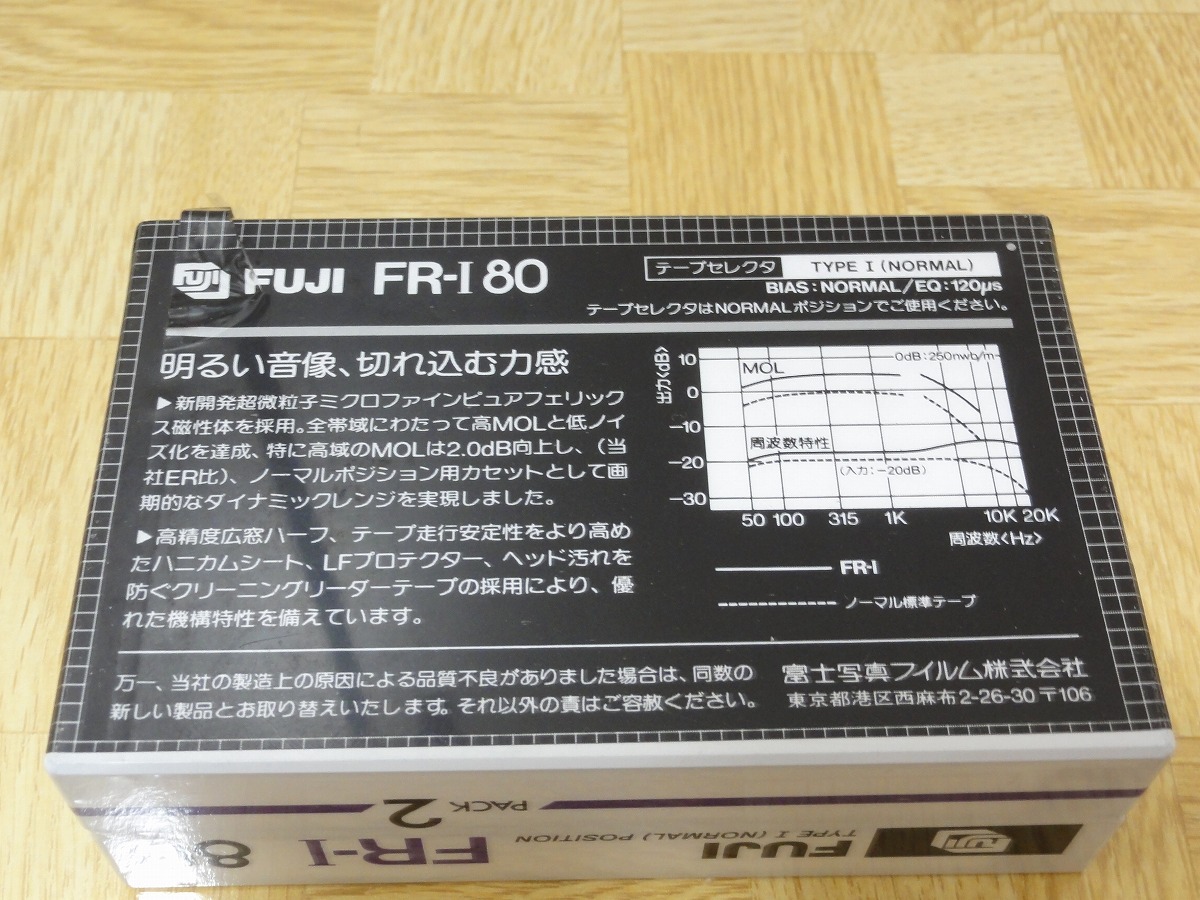 FUJI FUJI FR-I 80
テープセレクタ TYPE I (NORMAL)
BIAS:NORMAL/EQ:120μs
テープセレクタはNORMALポジションでご使用ください。
明るい音像、切れ込む力感
▶新開発超微粒子ミクロファインピュアフェリック
ス磁性体を採用。全帯域にわたって高MOLと低ノイ
ズ化を達成、特に高域のMOLは2.0dB向上し、(当
社ER比)、ノーマルポジション用カセットとして画
期的なダイナミックレンジを実現しました。
▶高精度広窓ハーフ、テープ走行安定性をより高め
たハニカムシート、LFプロテクター、ヘッド汚れを
防ぐクリーニングリーダーテープの採用により、優
れた機構特性を備えています。
出力<dB>
10
0
−10
−20
−30
0dB:250nwb/m
MOL
周波数特性
(入力:−20dB)
50 100 315 1K 10K 20K
周波数<Hz>
FR-I
ノーマル標準テープ
万一、当社の製造上の原因による品質不良がありました場合は、同数の
新しい製品とお取り替えいたします。それ以外の責はご容赦ください。
富士写真フイルム株式会社
東京都港区西麻布2-26-30〒106
PACK 2
FUJI FUJI FR-I 8
TYPE I (NORMAL) POSITION